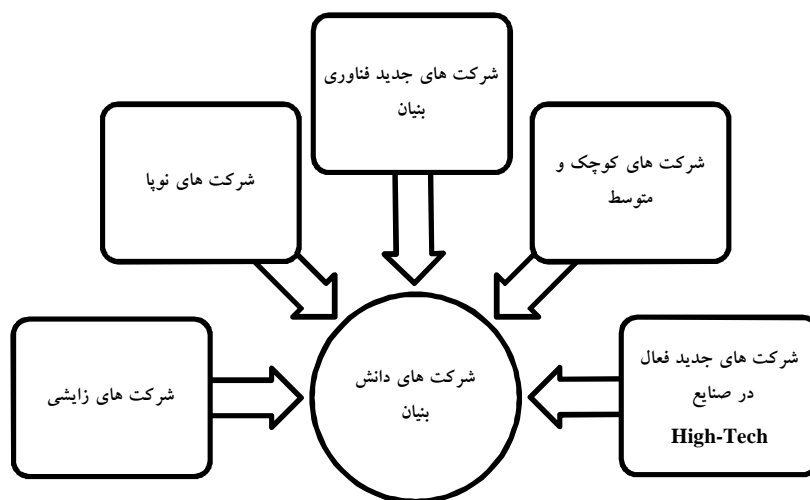 شرکت های جدید فناوری
بنیان
شرکت های کوچک و
متوسط
شرکت های نوپا
شرکت های جدید فعال
در صنایع
High-Tech
شرکت های دانش
بنیان
شرکت های زایشی